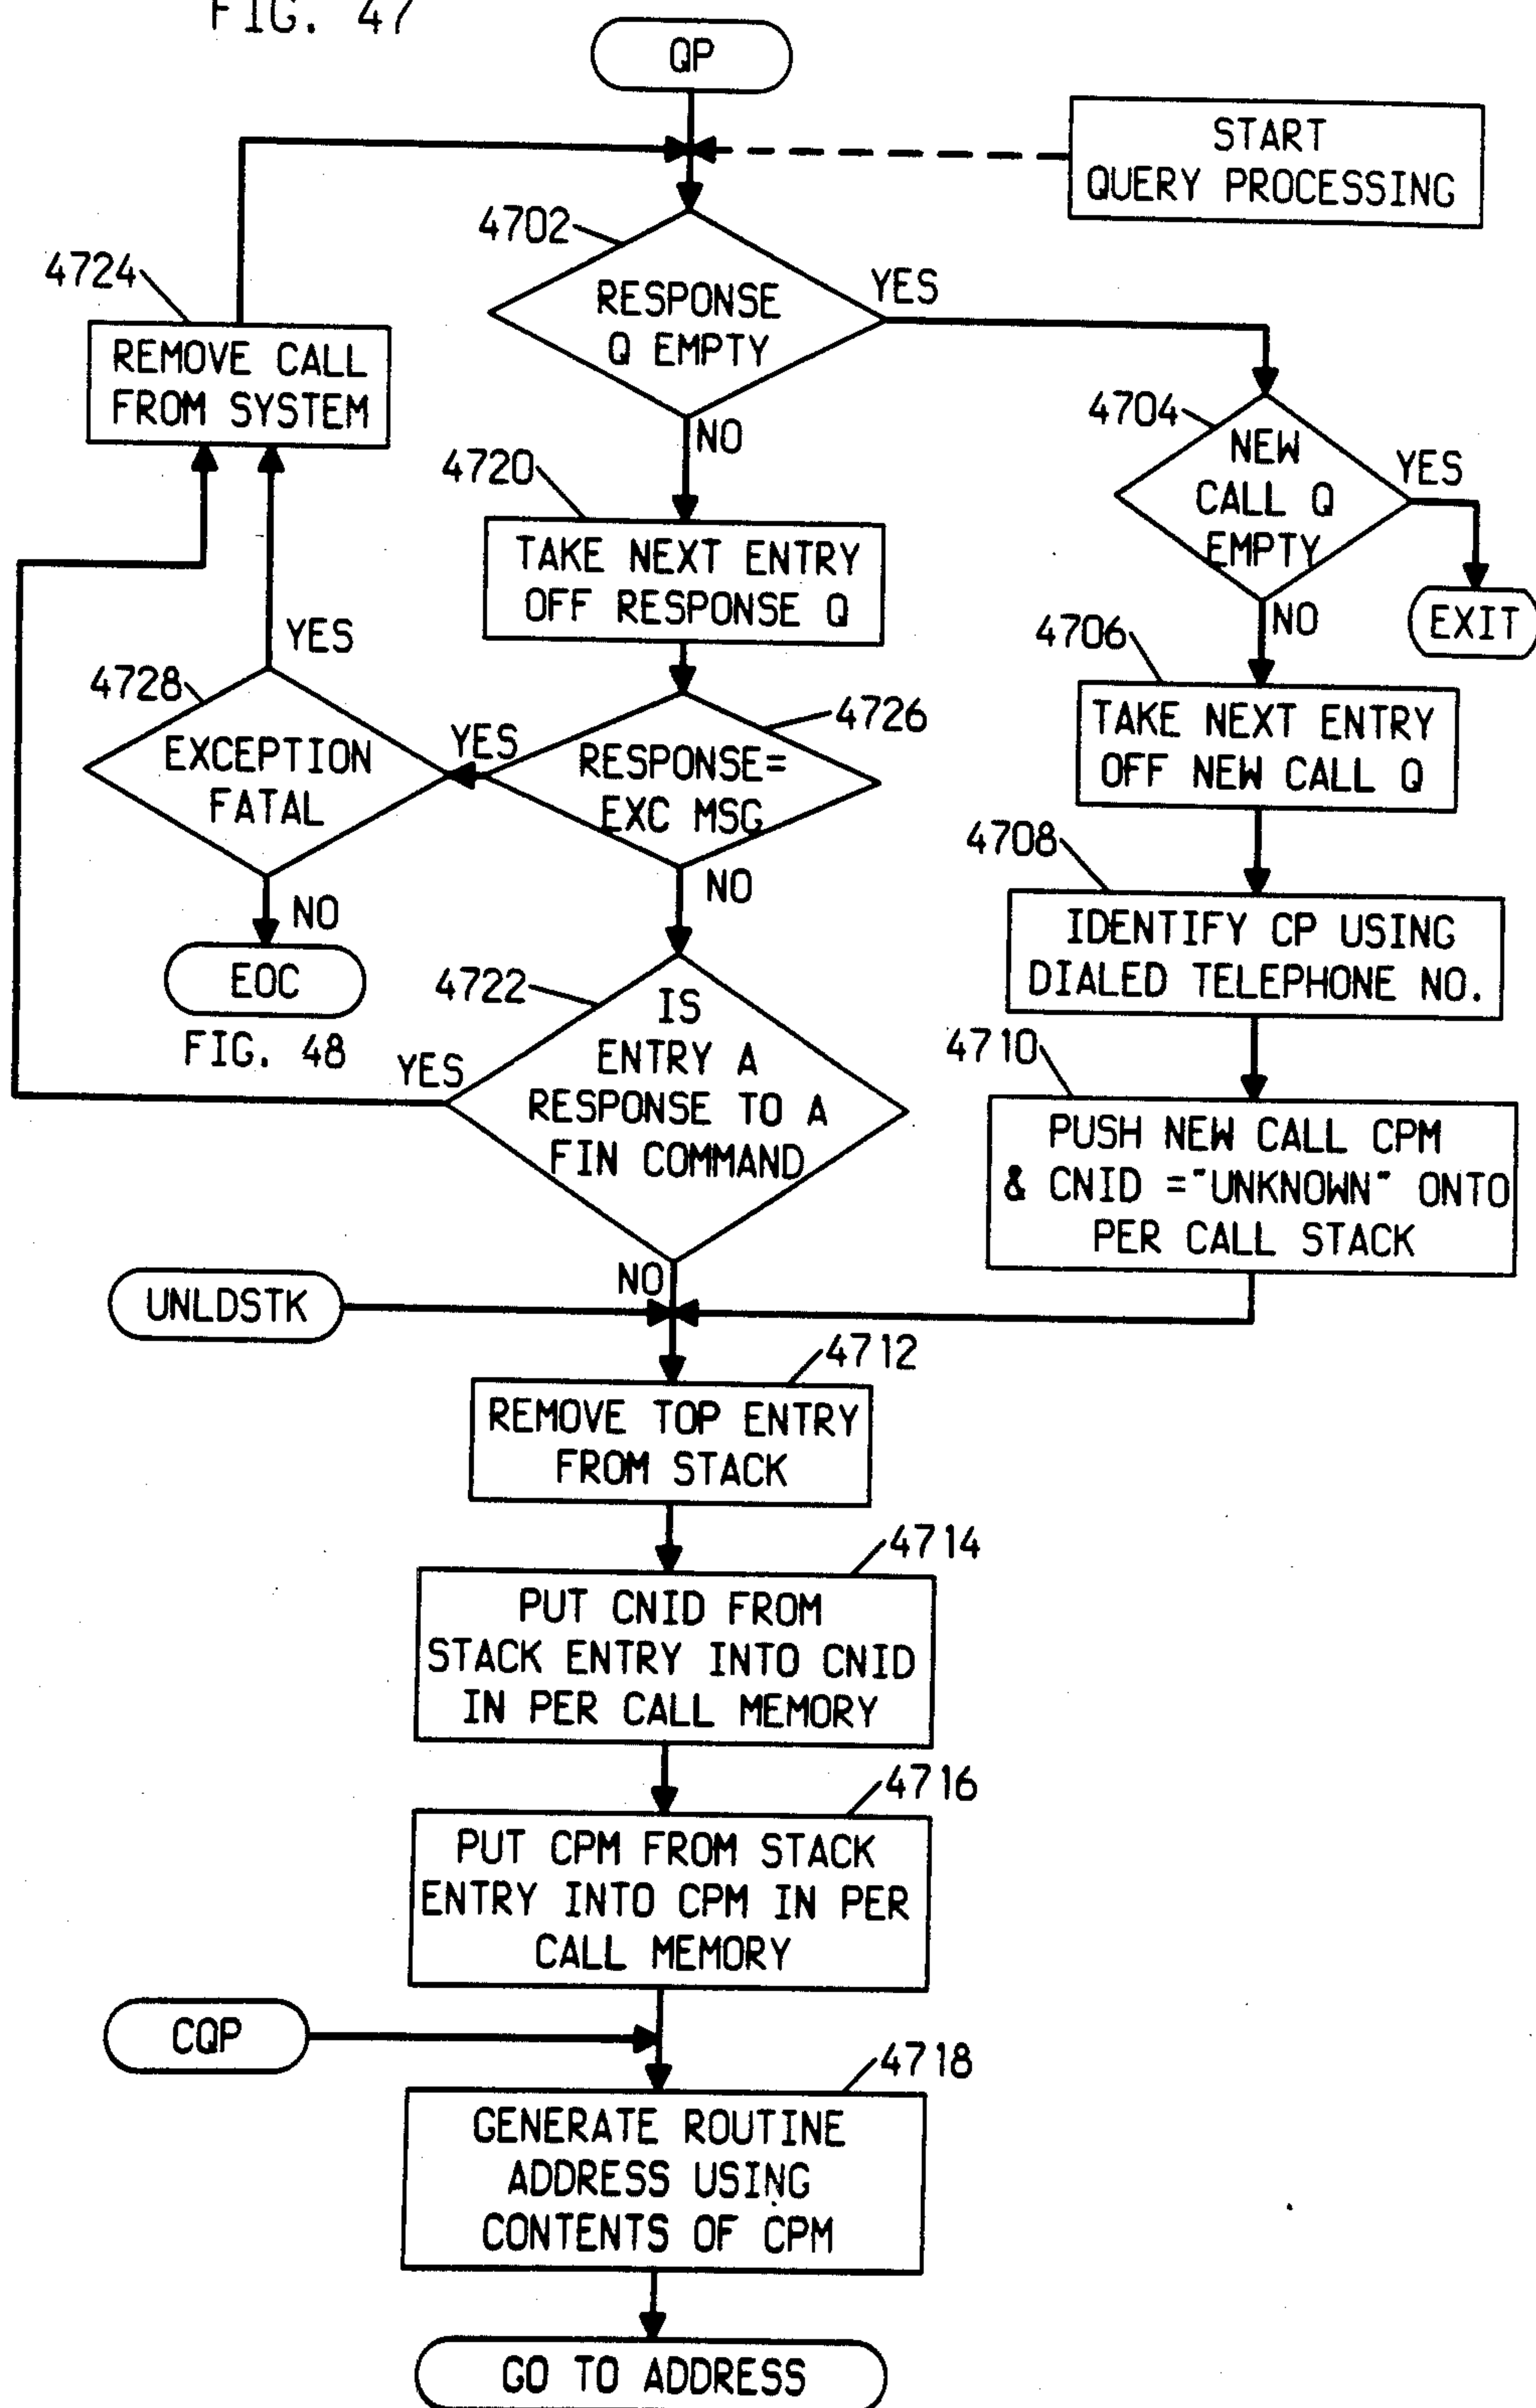 FIG. 47
QP
START
QUERY PROCESSING
4702
RESPONSE
Q EMPTY
YES
NO
4724
REMOVE CALL
FROM SYSTEM
4704
NEW
CALL Q
EMPTY
YES
EXIT
NO
4720
TAKE NEXT ENTRY
OFF RESPONSE Q
4706
TAKE NEXT ENTRY
OFF NEW CALL Q
YES
4728
EXCEPTION
FATAL
YES
4726
RESPONSE=
EXC MSG
NO
NO
EOC
FIG. 48
4708
IDENTIFY CP USING
DIALED TELEPHONE NO.
4722
IS
ENTRY A
RESPONSE TO A
FIN COMMAND
YES
NO
4710
PUSH NEW CALL CPM
& CNID ="UNKNOWN" ONTO
PER CALL STACK
UNLDSTK
4712
REMOVE TOP ENTRY
FROM STACK
4714
PUT CNID FROM
STACK ENTRY INTO CNID
IN PER CALL MEMORY
4716
PUT CPM FROM STACK
ENTRY INTO CPM IN PER
CALL MEMORY
CQP
4718
GENERATE ROUTINE
ADDRESS USING
CONTENTS OF CPM
GO TO ADDRESS